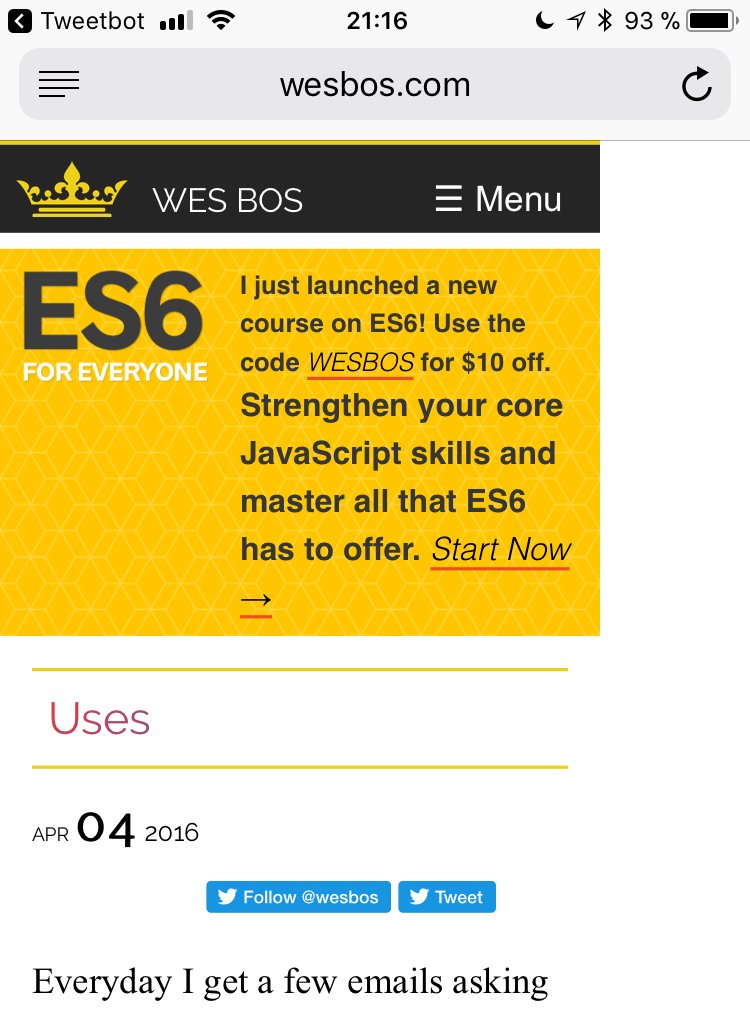 Tweetbot 21:16 93 %
wesbos.com
WES BOS ☰ Menu
ES6
FOR EVERYONE
I just launched a new
course on ES6! Use the
code WESBOS for $10 off.
Strengthen your core
JavaScript skills and
master all that ES6
has to offer. Start Now
→
Uses
APR 04 2016
Follow @wesbos Tweet
Everyday I get a few emails asking